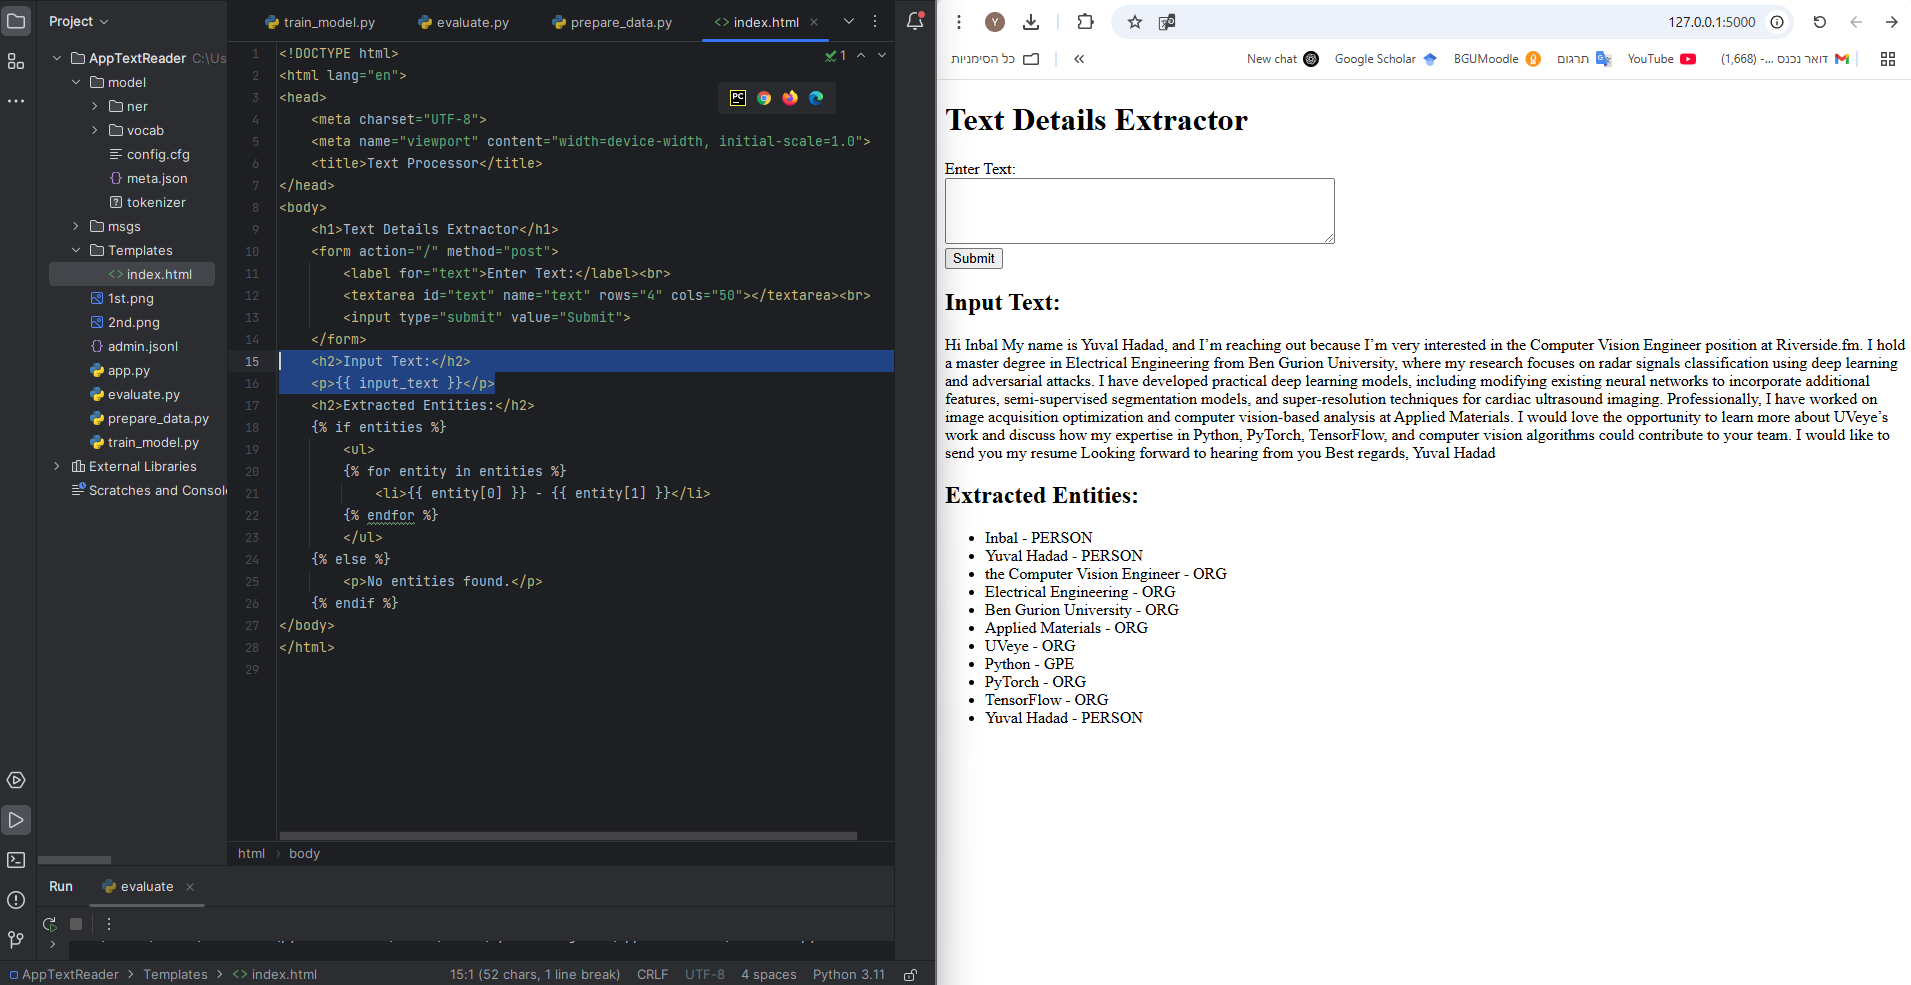 Project
train_model.py
evaluate.py
prepare_data.py
index.html
AppTextReader C:\Us
model
ner
vocab
config.cfg
meta.json
tokenizer
msgs
Templates
index.html
1st.png
2nd.png
admin.jsonl
app.py
evaluate.py
prepare_data.py
train_model.py
External Libraries
Scratches and Consol
1
1 <!DOCTYPE html>
2 <html lang="en">
3 <head>
4 <meta charset="UTF-8">
5 <meta name="viewport" content="width=device-width, initial-scale=1.0">
6 <title>Text Processor</title>
7 </head>
8 <body>
9 <h1>Text Details Extractor</h1>
10 <form action="/" method="post">
11 <label for="text">Enter Text:</label><br>
12 <textarea id="text" name="text" rows="4" cols="50"></textarea><br>
13 <input type="submit" value="Submit">
14 </form>
15 <h2>Input Text:</h2>
16 <p>{{ input_text }}</p>
17 <h2>Extracted Entities:</h2>
18 {% if entities %}
19 <ul>
20 {% for entity in entities %}
21 <li>{{ entity[0] }} - {{ entity[1] }}</li>
22 {% endfor %}
23 </ul>
24 {% else %}
25 <p>No entities found.</p>
26 {% endif %}
27 </body>
28 </html>
29
PC
html > body
Run evaluate
AppTextReader > Templates > index.html
15:1 (52 chars, 1 line break) CRLF UTF-8 4 spaces Python 3.11
Y
127.0.0.1:5000
כל הסימניות
New chat
Google Scholar
BGUMoodle
תרגום
YouTube
דואר נכנס -... (1,668)
Text Details Extractor
Enter Text:
Submit
Input Text:
Hi Inbal My name is Yuval Hadad, and I’m reaching out because I’m very interested in the Computer Vision Engineer position at Riverside.fm. I hold
a master degree in Electrical Engineering from Ben Gurion University, where my research focuses on radar signals classification using deep learning
and adversarial attacks. I have developed practical deep learning models, including modifying existing neural networks to incorporate additional
features, semi-supervised segmentation models, and super-resolution techniques for cardiac ultrasound imaging. Professionally, I have worked on
image acquisition optimization and computer vision-based analysis at Applied Materials. I would love the opportunity to learn more about UVeye’s
work and discuss how my expertise in Python, PyTorch, TensorFlow, and computer vision algorithms could contribute to your team. I would like to
send you my resume Looking forward to hearing from you Best regards, Yuval Hadad
Extracted Entities:
• Inbal - PERSON
• Yuval Hadad - PERSON
• the Computer Vision Engineer - ORG
• Electrical Engineering - ORG
• Ben Gurion University - ORG
• Applied Materials - ORG
• UVeye - ORG
• Python - GPE
• PyTorch - ORG
• TensorFlow - ORG
• Yuval Hadad - PERSON